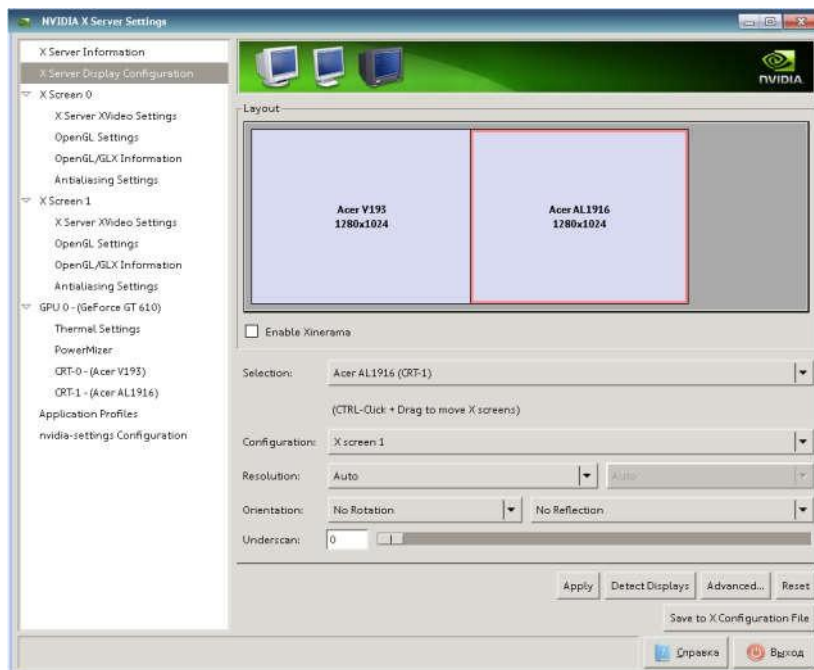 NVIDIA X Server Settings
X Server Information
X Server Display Configuration
X Screen 0
X Server XVideo Settings
OpenGL Settings
OpenGL/GLX Information
Antialiasing Settings
X Screen 1
X Server XVideo Settings
OpenGL Settings
OpenGL/GLX Information
Antialiasing Settings
GPU 0 - (GeForce GT 610)
Thermal Settings
PowerMizer
CRT-0 - (Acer V193)
CRT-1 - (Acer AL1916)
Application Profiles
nvidia-settings Configuration
NVIDIA
Layout
Acer V193
1280x1024
Acer AL1916
1280x1024
Enable Xinerama
Selection: Acer AL1916 (CRT-1)
(CTRL-Click + Drag to move X screens)
Configuration: X screen 1
Resolution: Auto Auto
Orientation: No Rotation No Reflection
Underscan: 0
Apply Detect Displays Advanced... Reset
Save to X Configuration File
Справка Выход